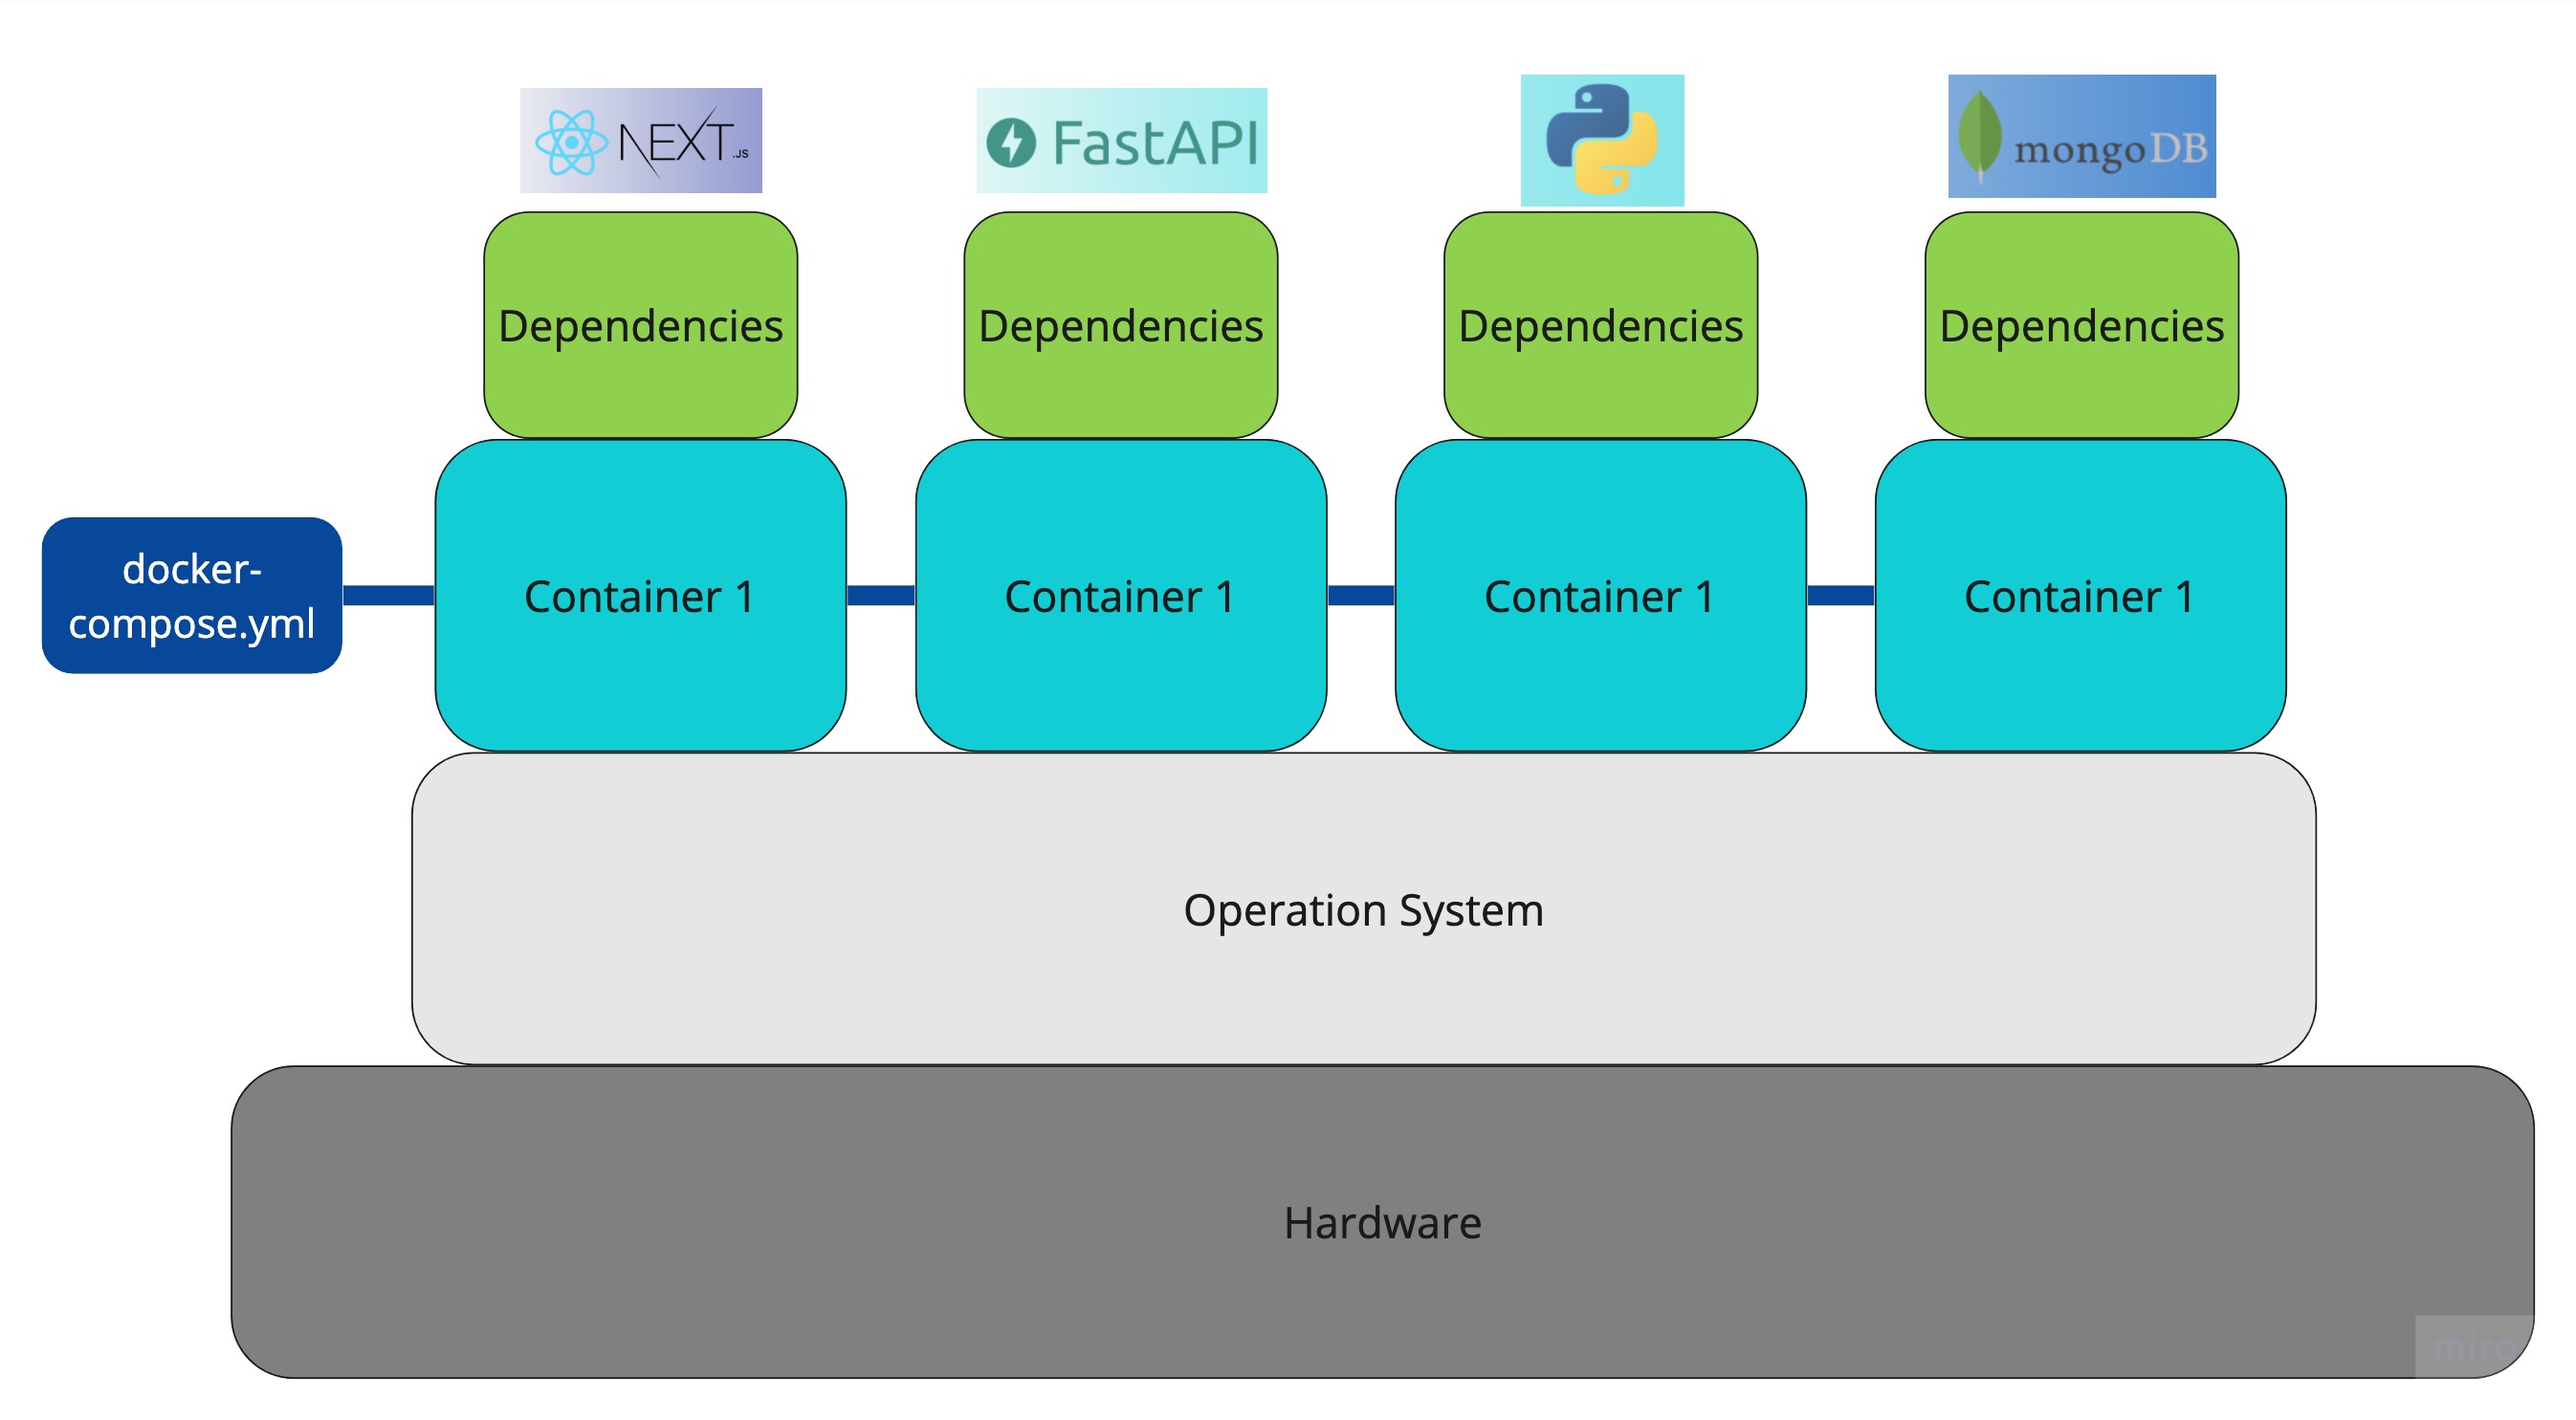 NEXT.JS
FastAPI
mongoDB
Dependencies
Dependencies
Dependencies
Dependencies
docker-
compose.yml
Container 1
Container 1
Container 1
Container 1
Operation System
Hardware
miro